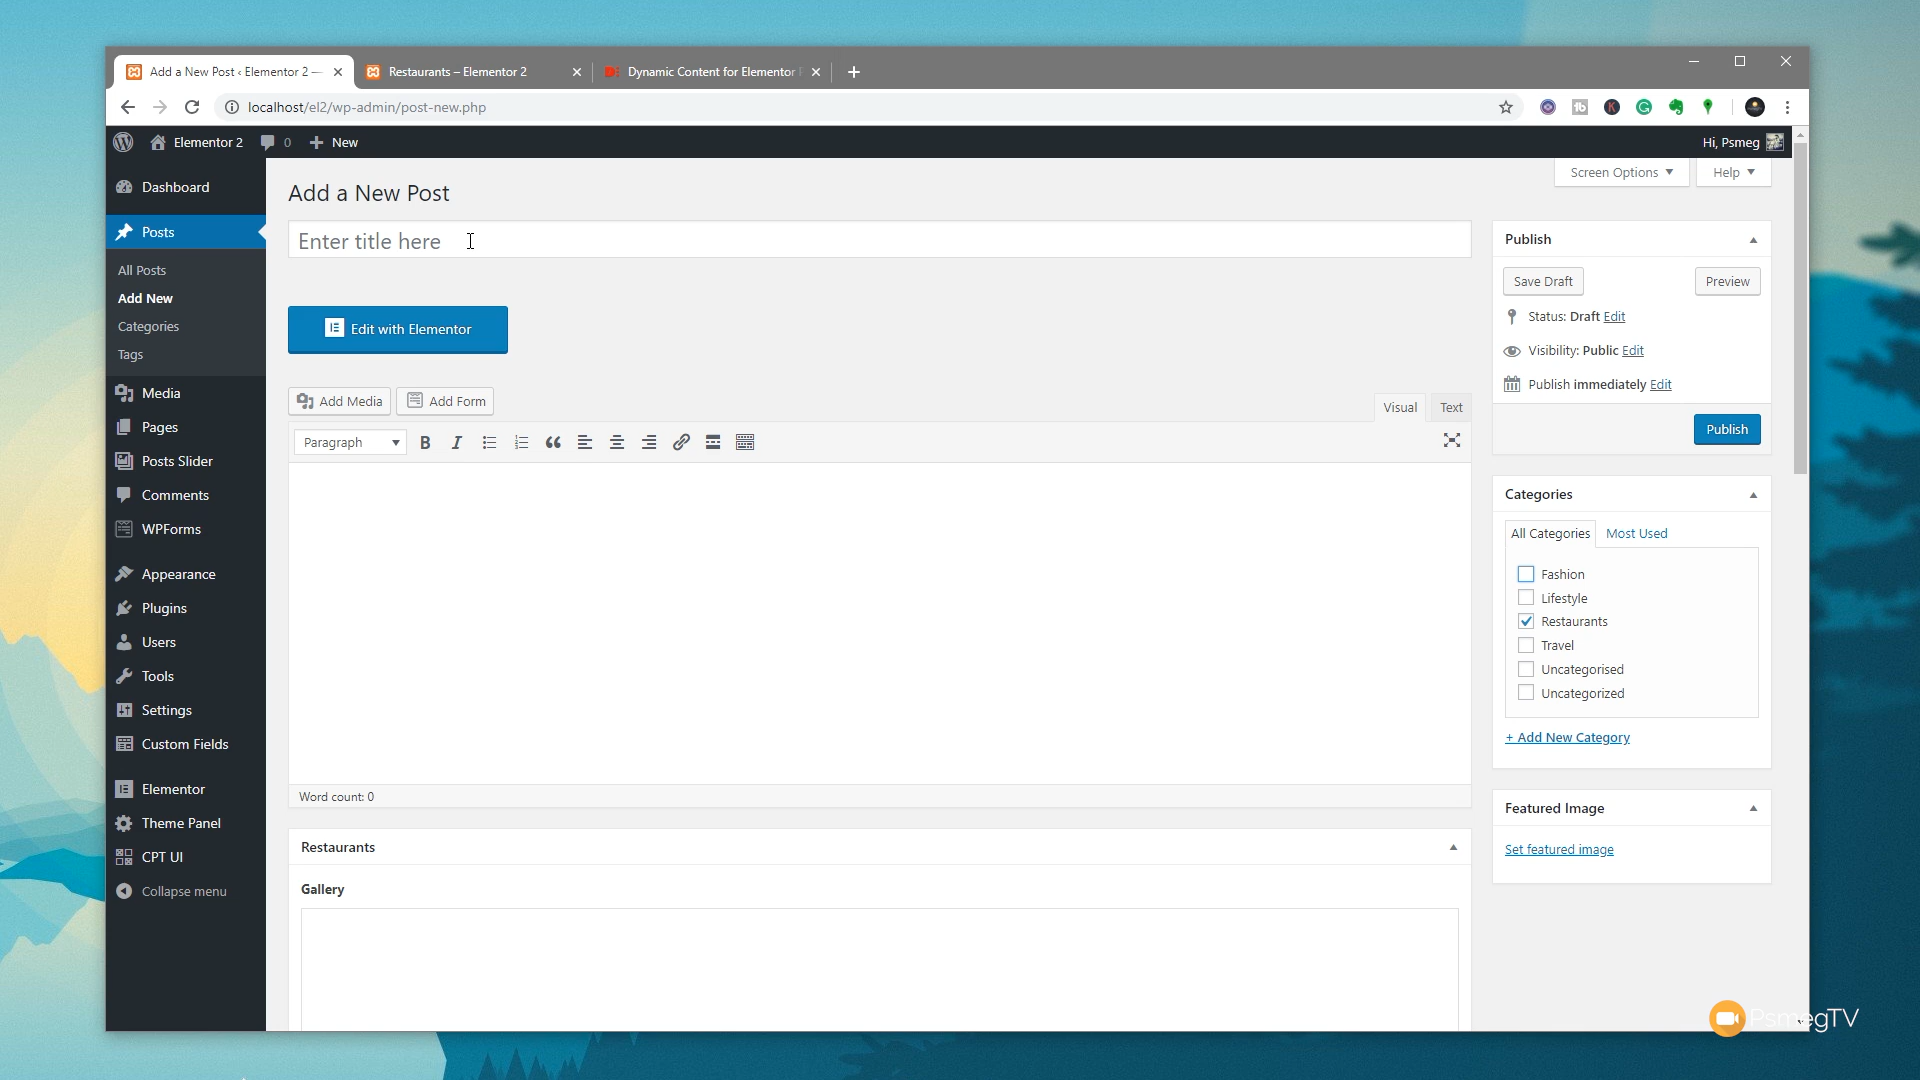 Add a New Post ‹ Elementor 2 —
Restaurants – Elementor 2
Dynamic Content for Elementor
localhost/el2/wp-admin/post-new.php
Elementor 2
0
New
Hi, Psmeg
Screen Options
Help
Dashboard
Posts
All Posts
Add New
Categories
Tags
Media
Pages
Posts Slider
Comments
WPForms
Appearance
Plugins
Users
Tools
Settings
Custom Fields
Elementor
Theme Panel
CPT UI
Collapse menu
Add a New Post
Enter title here
Edit with Elementor
Add Media
Add Form
Visual
Text
Paragraph
Word count: 0
Restaurants
Gallery
Publish
Save Draft
Preview
Status: Draft Edit
Visibility: Public Edit
Publish immediately Edit
Publish
Categories
All Categories
Most Used
Fashion
Lifestyle
Restaurants
Travel
Uncategorised
Uncategorized
+ Add New Category
Featured Image
Set featured image
PsmegTV